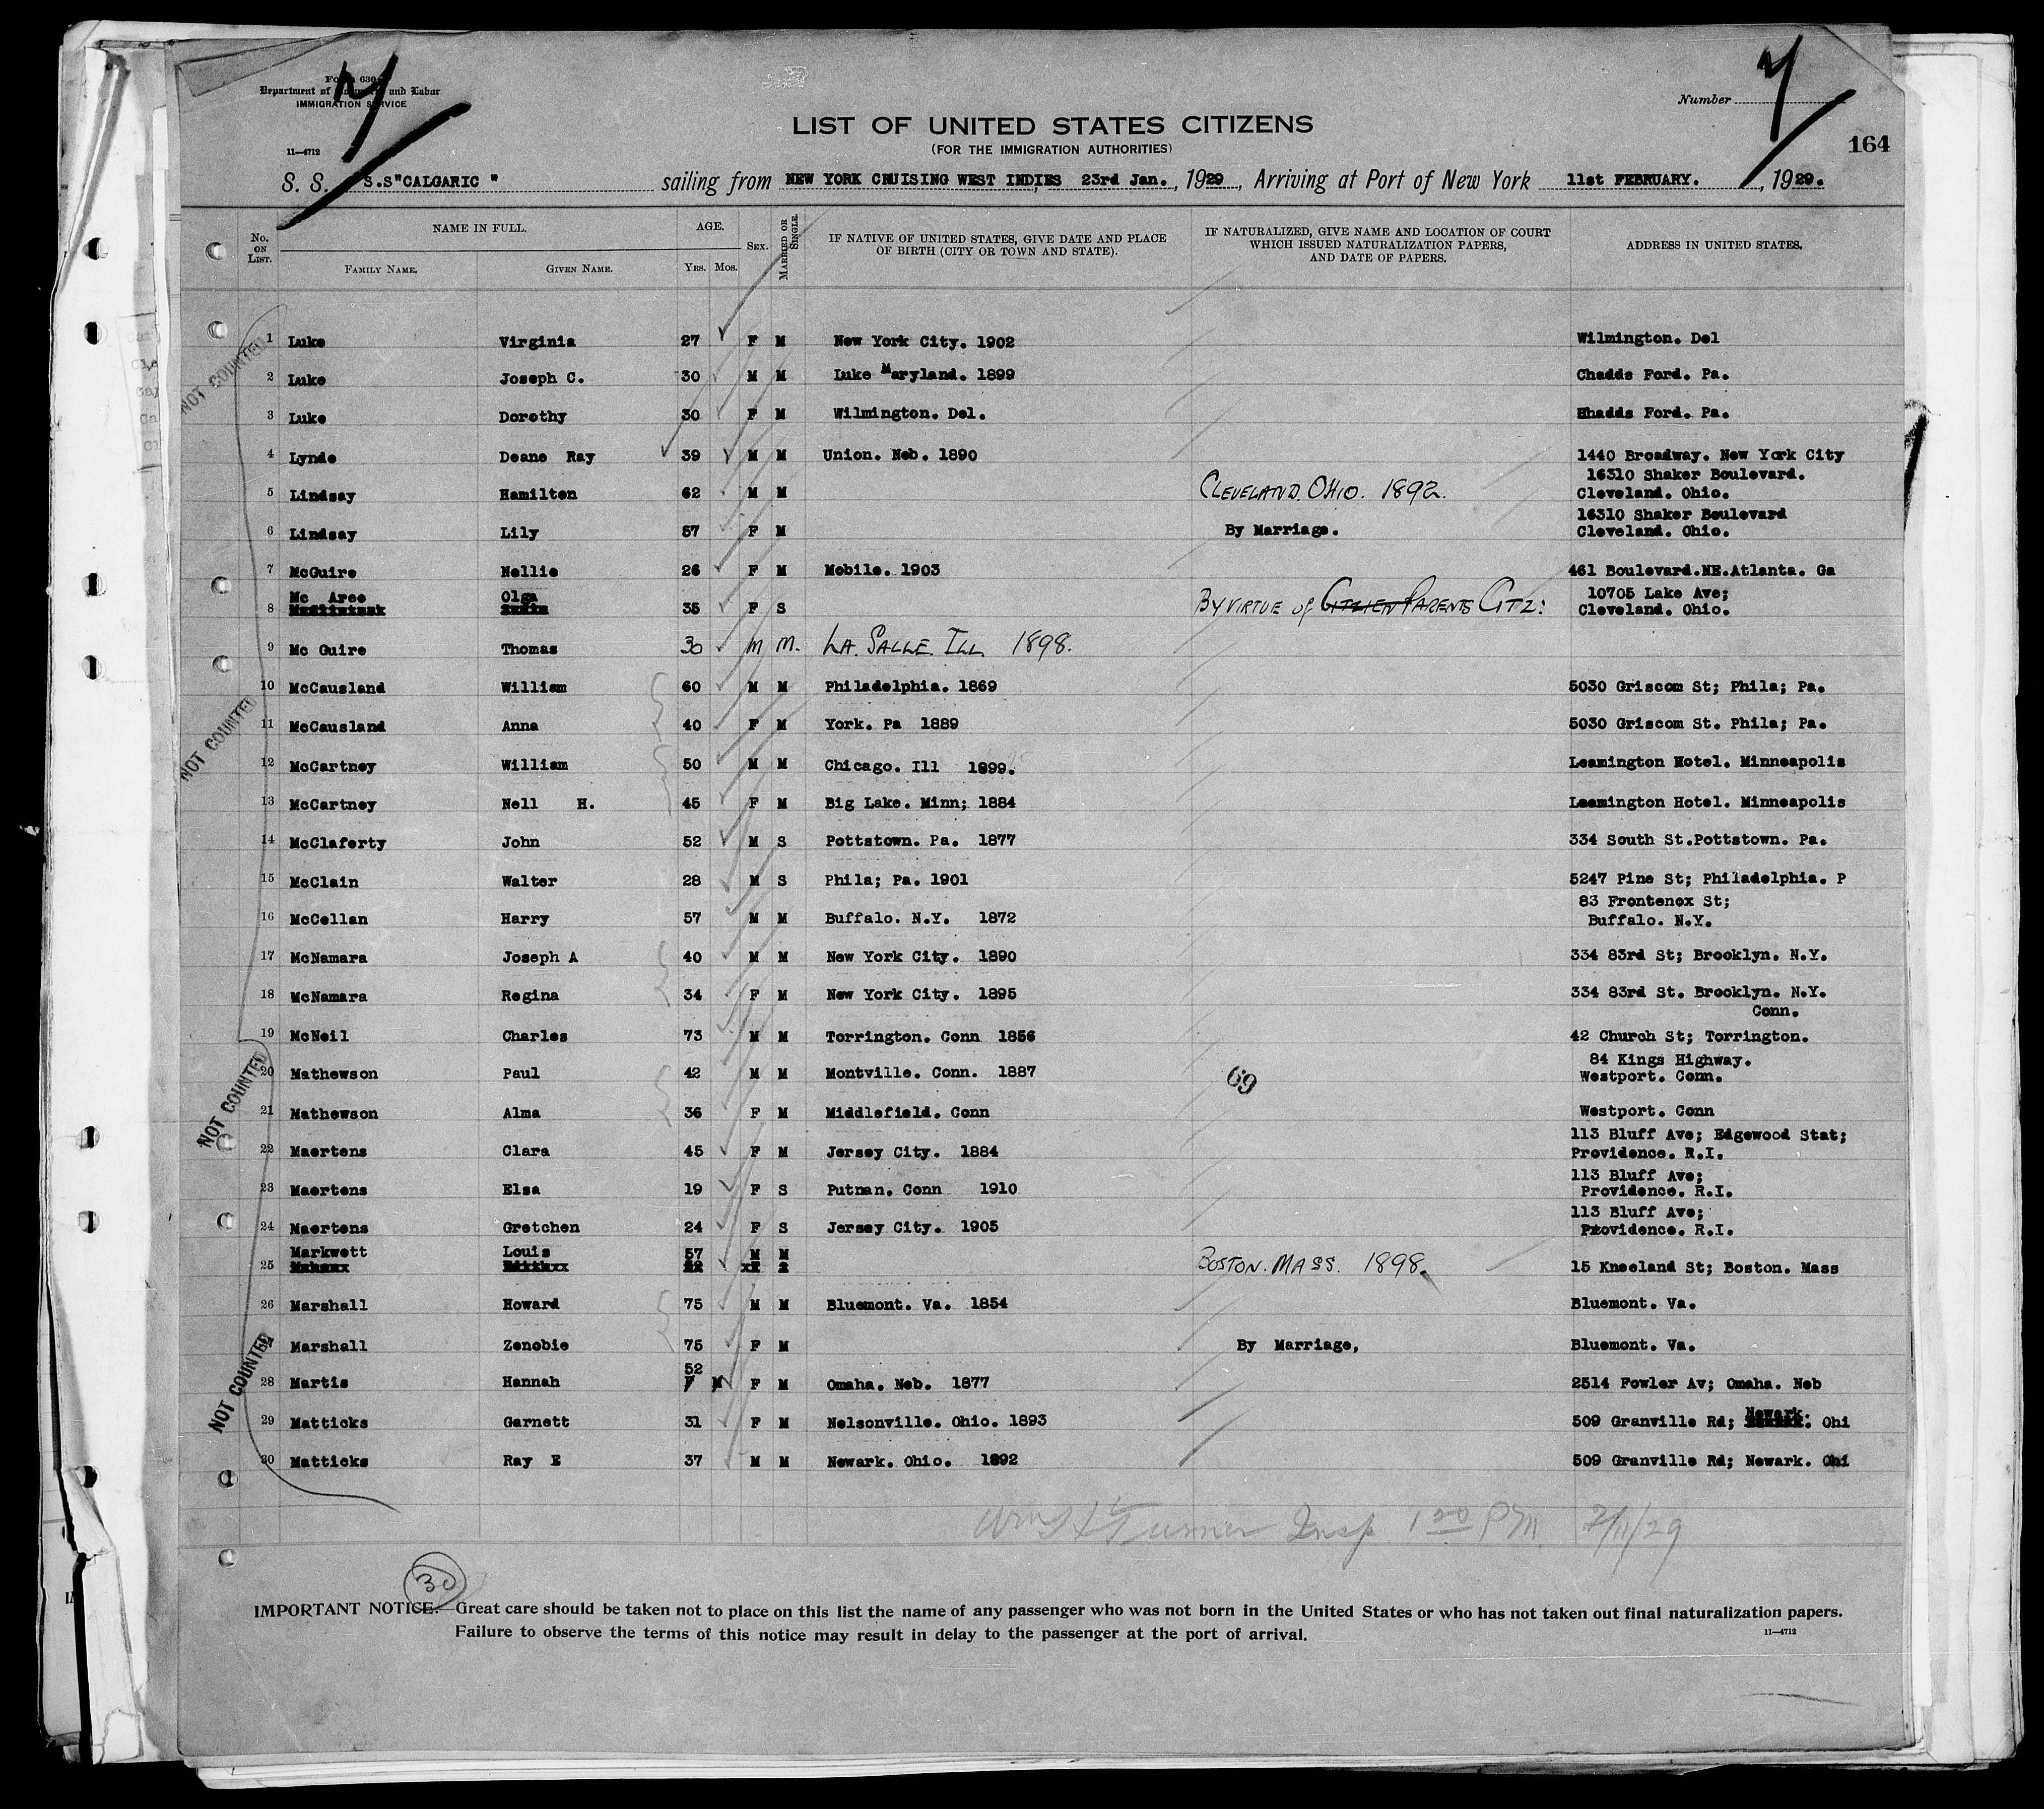 Form 630
Department of Commerce and Labor
IMMIGRATION SERVICE
11—4712
Number
164
LIST OF UNITED STATES CITIZENS
(FOR THE IMMIGRATION AUTHORITIES)
S. S. S.S"CALGARIC " sailing from NEW YORK CRUISING WEST INDIES 23rd Jan. , 1929, Arriving at Port of New York 11st FEBRUARY. , 1929.
No. ON LIST. NAME IN FULL. AGE. SEX. MARRIED OR SINGLE. IF NATIVE OF UNITED STATES, GIVE DATE AND PLACE OF BIRTH (CITY OR TOWN AND STATE). IF NATURALIZED, GIVE NAME AND LOCATION OF COURT WHICH ISSUED NATURALIZATION PAPERS, AND DATE OF PAPERS. ADDRESS IN UNITED STATES.
FAMILY NAME. GIVEN NAME. YRS. MOS.
1 Luke Virginia 27 F M New York City. 1902 Wilmington. Del
2 Luke Joseph C. 30 M M Luke Maryland. 1899 Chadds Ford. Pa.
3 Luke Dorothy 30 F M Wilmington. Del. Chadds Ford. Pa.
4 Lynde Deane Ray 39 M M Union. Neb. 1890 1440 Broadway. New York City
5 Lindsay Hamilton 62 M M CLEVELAND. OHIO. 1892. 16310 Shaker Boulevard. Cleveland. Ohio.
6 Lindsay Lily 57 F M By Marriage. 16310 Shaker Boulevard Cleveland. Ohio.
7 McGuire Nellie 26 F M Mobile. 1903 461 Boulevard.NE.Atlanta. Ga
8 Mc Aree Olga 35 F S BY VIRTUE of CITZIEN PARENTS CITZ: 10705 Lake Ave; Cleveland. Ohio.
9 Mc Guire Thomas 30 M M. LA. SALLE. ILL 1898.
10 McCausland William 60 M M Philadelphia. 1869 5030 Griscom St; Phila; Pa.
11 McCausland Anna 40 F M York. Pa 1889 5030 Griscom St. Phila; Pa.
12 McCartney William 50 M M Chicago. Ill 1899. Leamington Hotel. Minneapolis
13 McCartney Nell H. 45 F M Big Lake. Minn; 1884 Leamington Hotel. Minneapolis
14 McClaferty John 52 M S Pottstown. Pa. 1877 334 South St.Pottstown. Pa.
15 McClain Walter 28 M S Phila; Pa. 1901 5247 Pine St; Philadelphia. P
16 McCellan Harry 57 M M Buffalo. N.Y. 1872 83 Frontenox St; Buffalo. N.Y.
17 McNamara Joseph A 40 M M New York City. 1890 334 83rd St; Brooklyn. N.Y.
18 McNamara Regina 34 F M New York City. 1895 334 83rd St. Brooklyn. N.Y.
19 McNeil Charles 73 M M Torrington. Conn 1856 42 Church St; Torrington. Conn.
20 Mathewson Paul 42 M M Montville. Conn. 1887 84 Kings Highway. Westport. Conn.
69
21 Mathewson Alma 36 F M Middlefield. Conn Westport. Conn
22 Maertens Clara 45 F M Jersey City. 1884 113 Bluff Ave; Edgewood Stat; Providence. R.I.
23 Maertens Elsa 19 F S Putnan. Conn 1910 113 Bluff Ave; Providence. R.I.
24 Maertens Gretchen 24 F S Jersey City. 1905 113 Bluff Ave; Providence. R.I.
25 Markwett Louis 57 M M BOSTON. MASS. 1898. 15 Kneeland St; Boston. Mass
26 Marshall Howard 75 M M Bluemont. Va. 1854 Bluemont. Va.
27 Marshall Zenobie 75 F M By Marriage, Bluemont. Va.
28 Martis Hannah 52 F M Omaha. Neb. 1877 2514 Fowler Av; Omaha. Neb
29 Matticks Garnett 31 F M Nelsonville. Ohio. 1893 509 Granville Rd; Newark. Ohi
30 Matticks Ray E 37 M M Newark. Ohio. 1892 509 Granville Rd; Newark. Ohi
NOT COUNTED
NOT COUNTED
NOT COUNTED
NOT COUNTED
Turner Insp 1 20 PM 2/11/29
30
IMPORTANT NOTICE.—Great care should be taken not to place on this list the name of any passenger who was not born in the United States or who has not taken out final naturalization papers.
Failure to observe the terms of this notice may result in delay to the passenger at the port of arrival.
11—4712